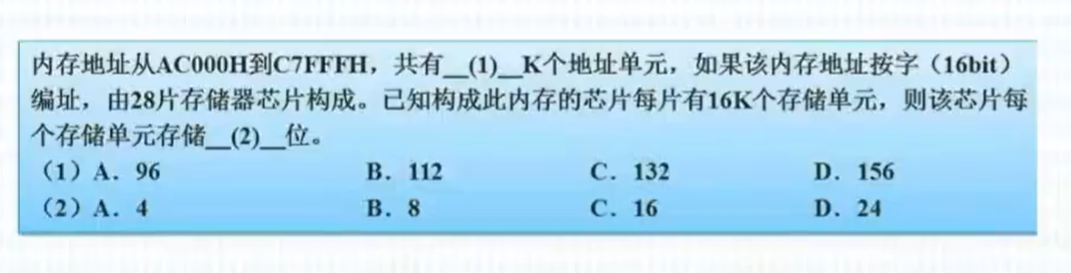 内存地址从AC000H到C7FFFH，共有__(1)__K个地址单元，如果该内存地址按字（16bit）
编址，由28片存储器芯片构成。已知构成此内存的芯片每片有16K个存储单元，则该芯片每
个存储单元存储__(2)__位。
（1）A．96 B．112 C．132 D．156
（2）A．4 B．8 C．16 D．24